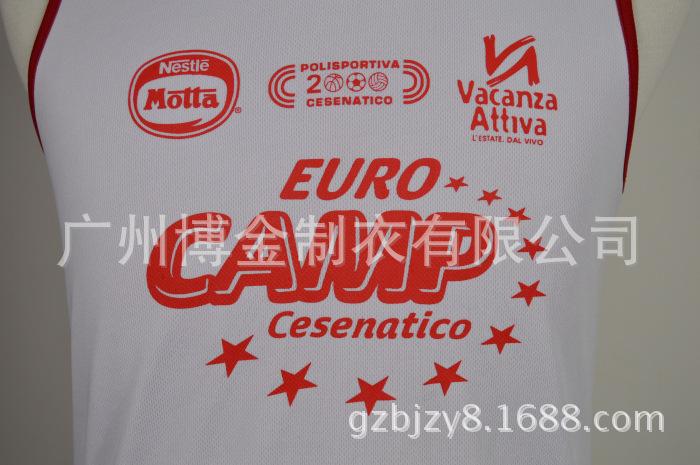 Nestlé
Motta
®
POLISPORTIVA
2000
CESENATICO
Vacanza
Attiva
L'ESTATE. DAL VIVO
EURO
CAMP
Cesenatico
广州博金制衣有限公司
gzbjzy8.1688.com